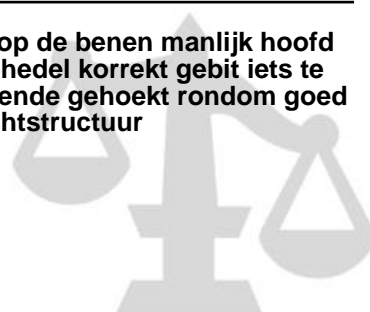 op de benen manlijk hoofd
hedel korrekt gebit iets te
ende gehoekt rondom goed
htstructuur